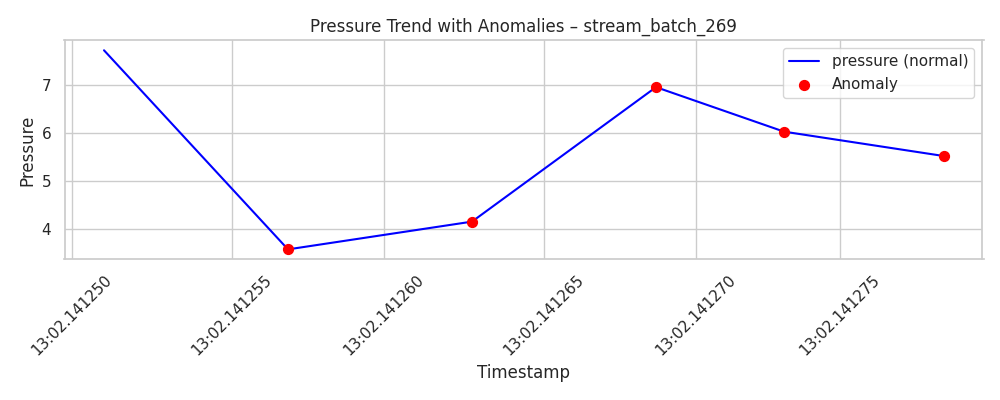 Pressure Trend with Anomalies – stream_batch_269
pressure (normal)
Anomaly
Pressure
7
6
5
4
13:02.141250
13:02.141255
13:02.141260
13:02.141265
13:02.141270
13:02.141275
Timestamp